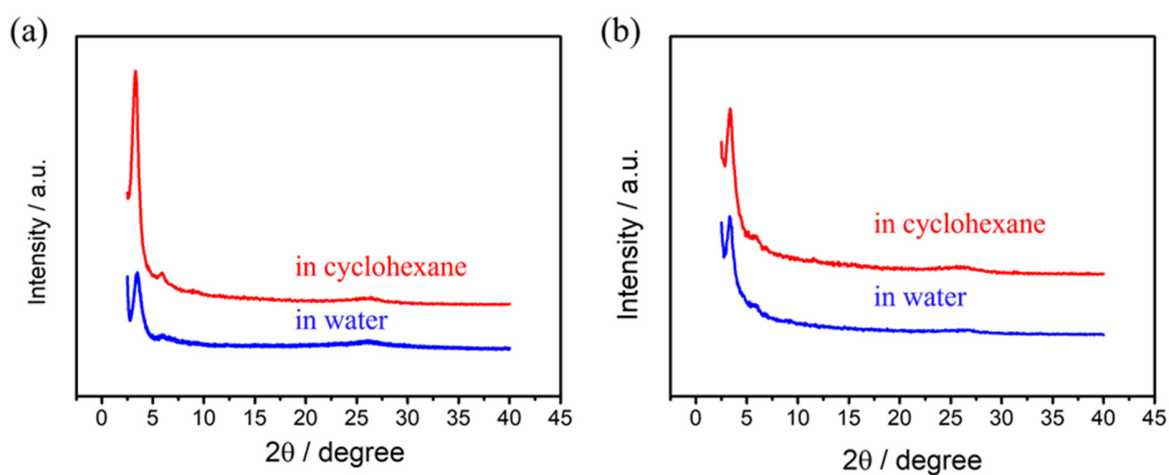 (a)
Intensity / a.u.
in cyclohexane
in water
0 5 10 15 20 25 30 35 40 45
2θ / degree
(b)
Intensity / a.u.
in cyclohexane
in water
0 5 10 15 20 25 30 35 40 45
2θ / degree